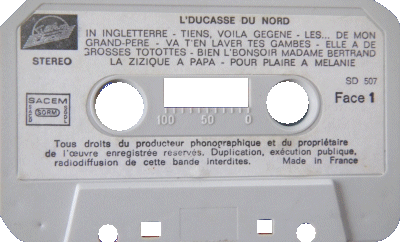 L'DUCASSE DU NORD
IN INGLETTERRE - TIENS, VOILA GEGENE - LES... DE MON
GRAND-PERE - VA T'EN LAVER TES GAMBES - ELLE A DE
GROSSES TOTOTTES - BIEN L'BONSOIR MADAME BERTRAND
LA ZIZIQUE A PAPA - POUR PLAIRE A MELANIE
STEREO
SD 507
SACEM
SDRM
Face 1
100 50 0
Tous droits du producteur phonographique et du propriétaire
de l'œuvre enregistrée reservés. Duplication, exécution publique,
radiodiffusion de cette bande interdites. Made in France